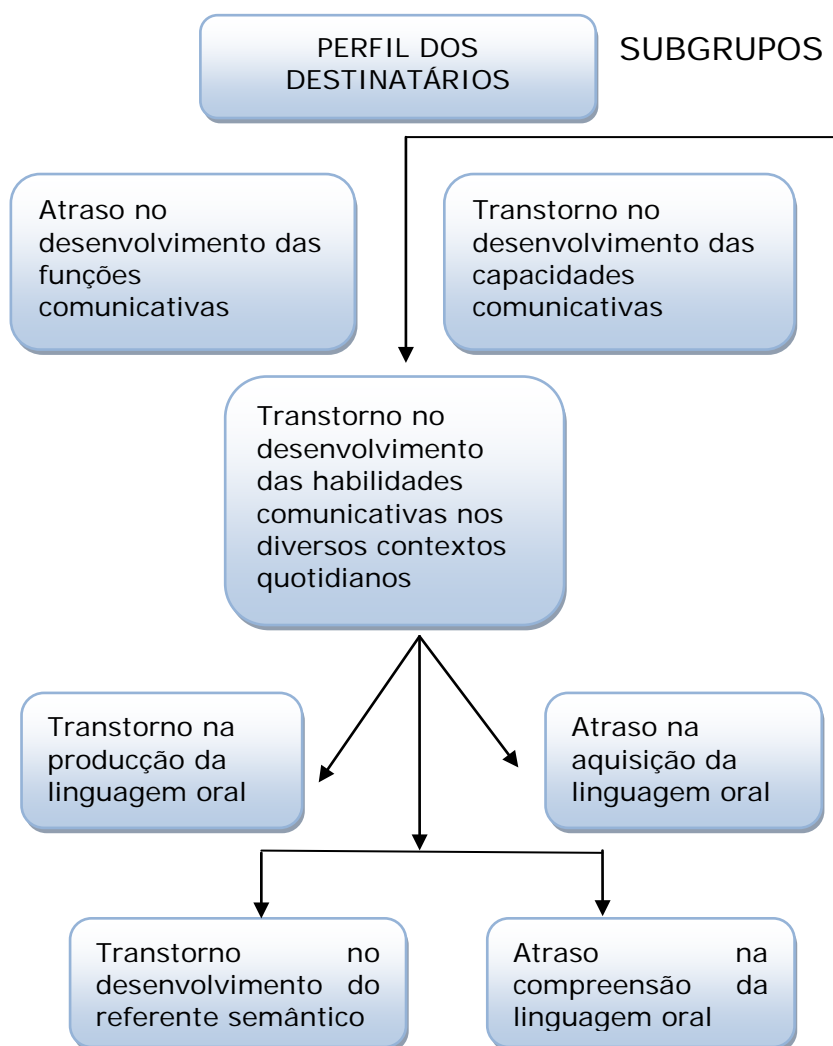 PERFIL DOS
DESTINATÁRIOS
SUBGRUPOS
Atraso no
desenvolvimento das
funções
comunicativas
Transtorno no
desenvolvimento das
capacidades
comunicativas
Transtorno no
desenvolvimento
das habilidades
comunicativas nos
diversos contextos
quotidianos
Transtorno na
producção da
linguagem oral
Atraso na
aquisição da
linguagem oral
Transtorno no
desenvolvimento do
referente semântico
Atraso na
compreensão da
linguagem oral